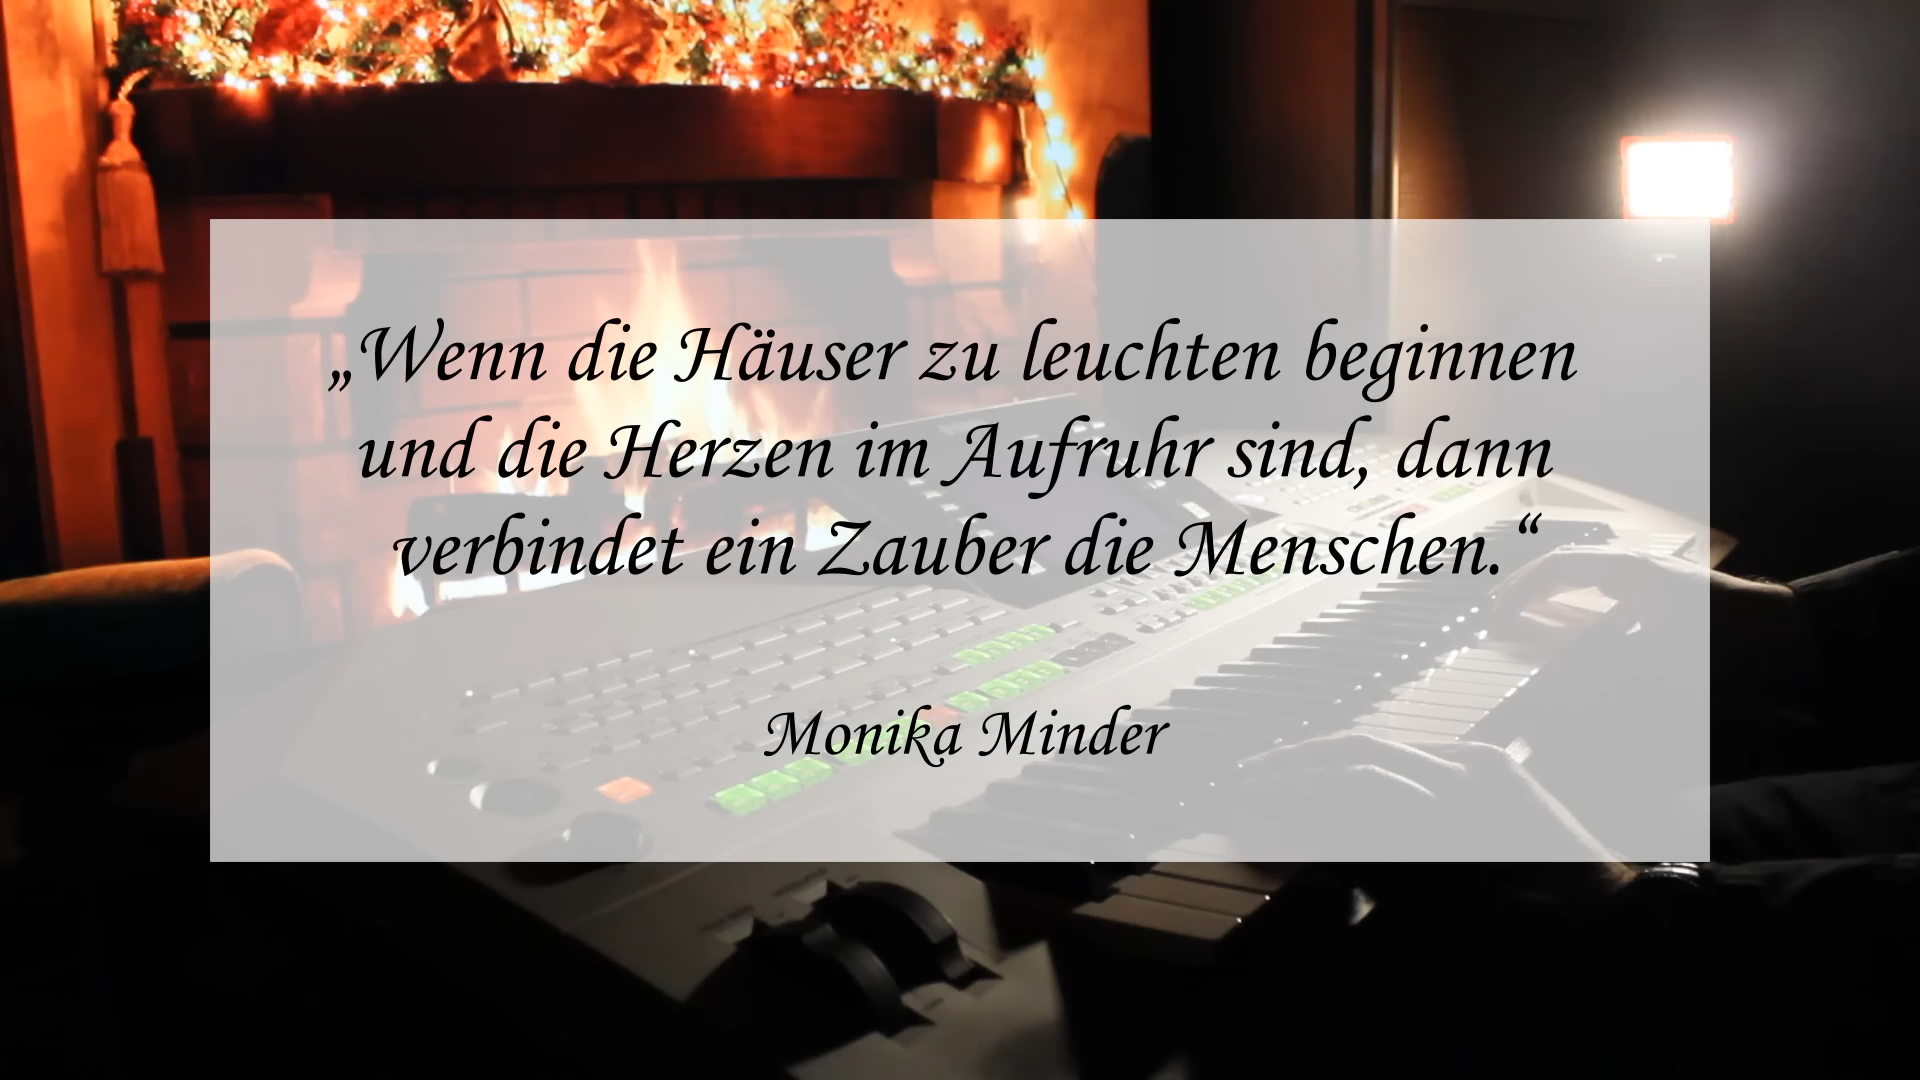 „Wenn die Häuser zu leuchten beginnen
und die Herzen im Aufruhr sind, dann
verbindet ein Zauber die Menschen.“
Monika Minder